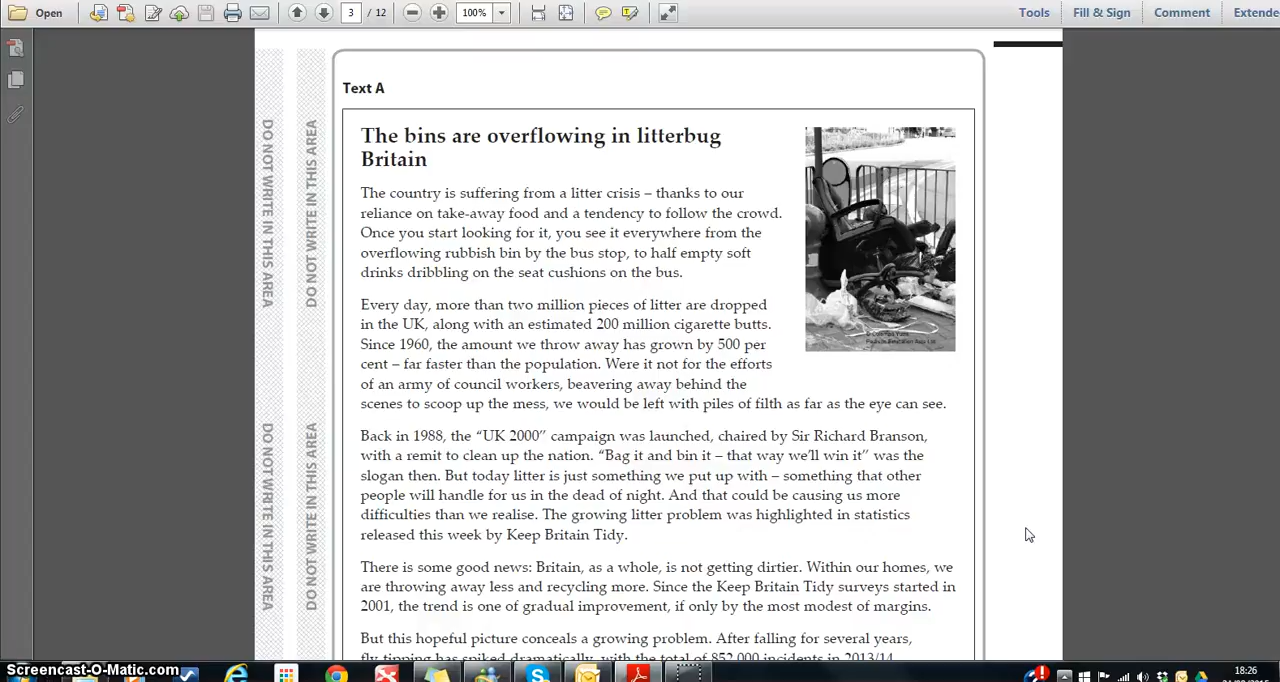 Open
3
/ 12
100%
Tools
Fill & Sign
Comment
Extende
DO NOT WRITE IN THIS AREA
DO NOT WRITE IN THIS AREA
DO NOT WRITE IN THIS AREA
DO NOT WRITE IN THIS AREA
Text A
The bins are overflowing in litterbug
Britain
The country is suffering from a litter crisis – thanks to our
reliance on take-away food and a tendency to follow the crowd.
Once you start looking for it, you see it everywhere from the
overflowing rubbish bin by the bus stop, to half empty soft
drinks dribbling on the seat cushions on the bus.
Every day, more than two million pieces of litter are dropped
in the UK, along with an estimated 200 million cigarette butts.
Since 1960, the amount we throw away has grown by 500 per
cent – far faster than the population. Were it not for the efforts
of an army of council workers, beavering away behind the
scenes to scoop up the mess, we would be left with piles of filth as far as the eye can see.
Back in 1988, the “UK 2000” campaign was launched, chaired by Sir Richard Branson,
with a remit to clean up the nation. “Bag it and bin it – that way we’ll win it” was the
slogan then. But today litter is just something we put up with – something that other
people will handle for us in the dead of night. And that could be causing us more
difficulties than we realise. The growing litter problem was highlighted in statistics
released this week by Keep Britain Tidy.
There is some good news: Britain, as a whole, is not getting dirtier. Within our homes, we
are throwing away less and recycling more. Since the Keep Britain Tidy surveys started in
2001, the trend is one of gradual improvement, if only by the most modest of margins.
But this hopeful picture conceals a growing problem. After falling for several years,
fly-tipping has spiked dramatically, with the total of 852,000 incidents in 2013/14
Screencast-O-Matic.com
18:26